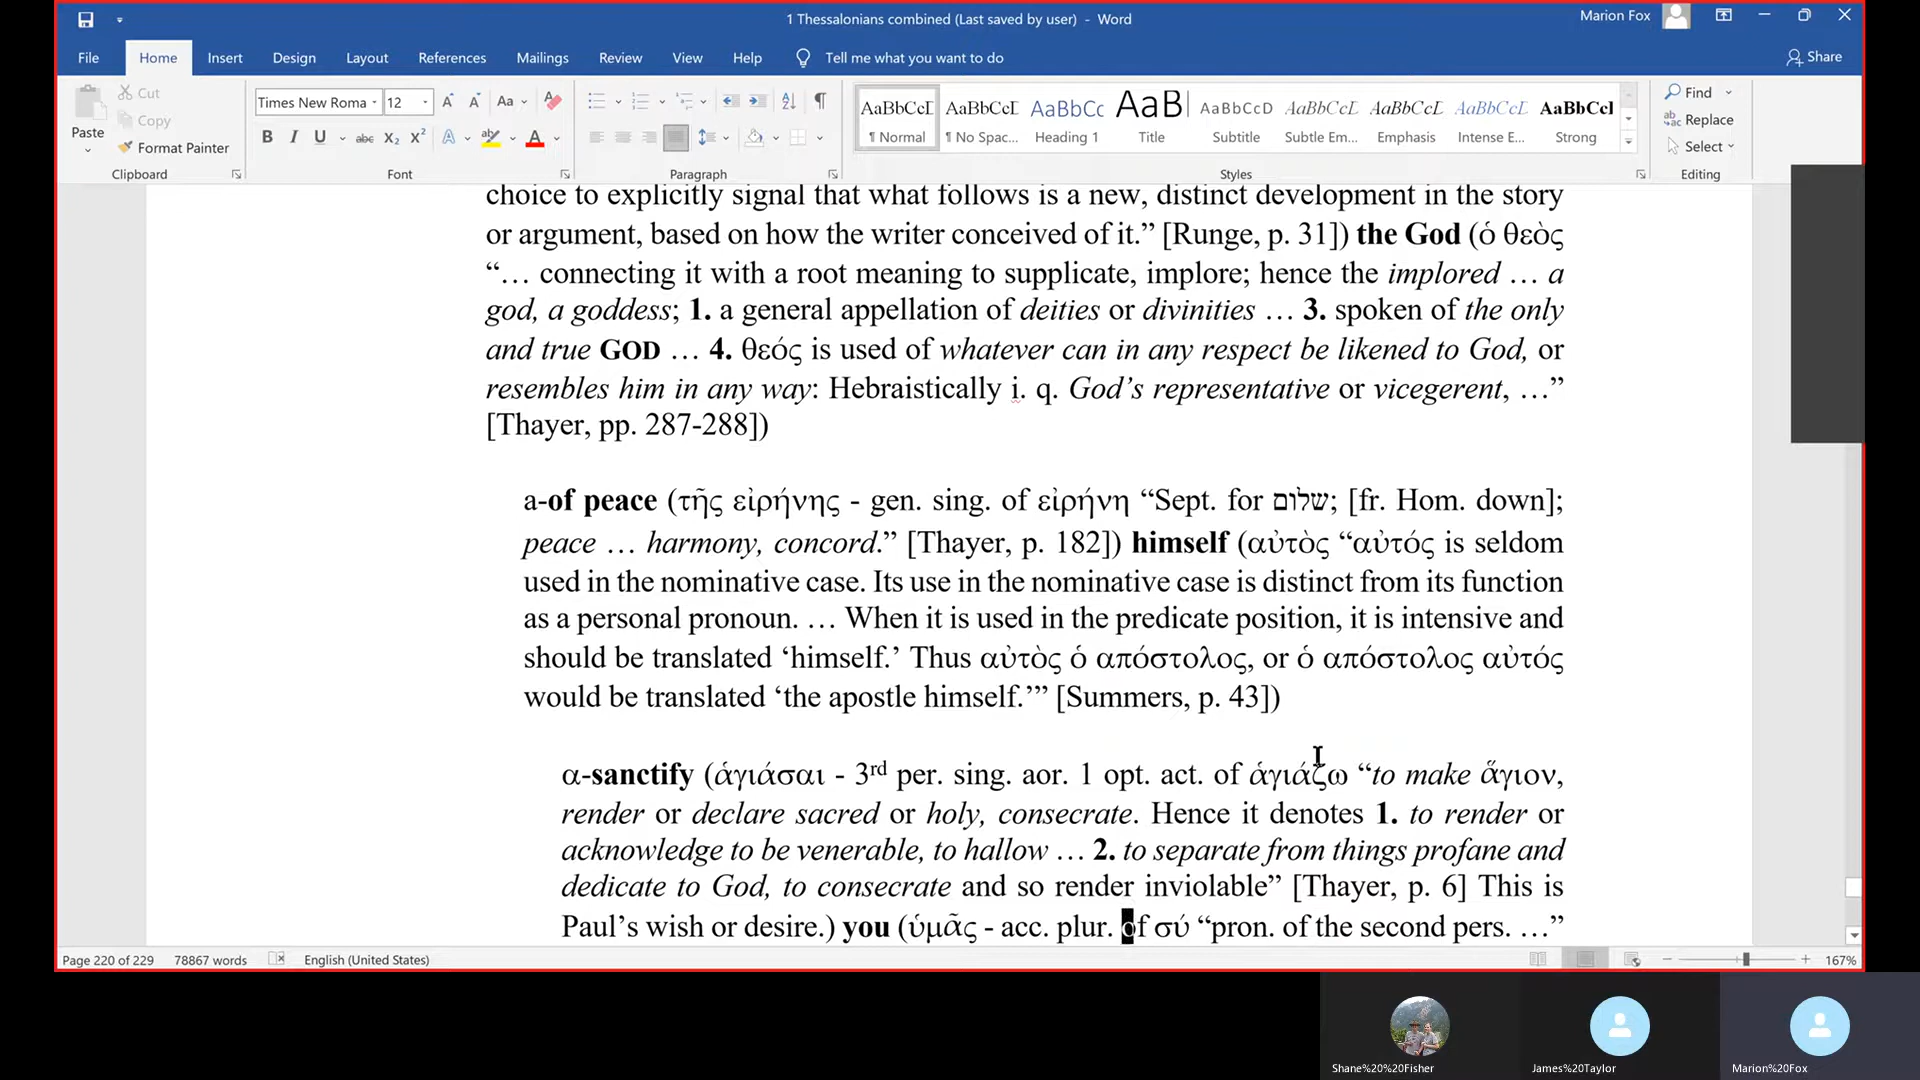 1 Thessalonians combined (Last saved by user) - Word
Marion Fox
File Home Insert Design Layout References Mailings Review View Help Tell me what you want to do Share
Paste
Cut
Copy
Format Painter
Clipboard
Times New Roma 12
Font
Paragraph
AaBbCcD AaBbCcD AaBbCc AaB AaBbCcD AaBbCcD AaBbCcD AaBbCcD AaBbCcl
¶ Normal ¶ No Spac... Heading 1 Title Subtitle Subtle Em... Emphasis Intense E... Strong
Styles
Find
Replace
Select
Editing
choice to explicitly signal that what follows is a new, distinct development in the story
or argument, based on how the writer conceived of it.” [Runge, p. 31]) the God (ὁ θεὸς
“… connecting it with a root meaning to supplicate, implore; hence the implored … a
god, a goddess; 1. a general appellation of deities or divinities … 3. spoken of the only
and true GOD … 4. θεός is used of whatever can in any respect be likened to God, or
resembles him in any way: Hebraistically i. q. God’s representative or vicegerent, …”
[Thayer, pp. 287-288])
a-of peace (τῆς εἰρήνης - gen. sing. of εἰρήνη “Sept. for שלום; [fr. Hom. down];
peace … harmony, concord.” [Thayer, p. 182]) himself (αὐτὸς “αὐτός is seldom
used in the nominative case. Its use in the nominative case is distinct from its function
as a personal pronoun. … When it is used in the predicate position, it is intensive and
should be translated ‘himself.’ Thus αὐτὸς ὁ απόστολος, or ὁ απόστολος αὐτός
would be translated ‘the apostle himself.’” [Summers, p. 43])
α-sanctify (ἁγιάσαι - 3rd per. sing. aor. 1 opt. act. of ἁγιάζω “to make ἅγιον,
render or declare sacred or holy, consecrate. Hence it denotes 1. to render or
acknowledge to be venerable, to hallow … 2. to separate from things profane and
dedicate to God, to consecrate and so render inviolable” [Thayer, p. 6] This is
Paul’s wish or desire.) you (ὑμᾶς - acc. plur. of σύ “pron. of the second pers. …”
Page 220 of 229 78867 words English (United States) 167%
Shane%20%20Fisher James%20Taylor Marion%20Fox